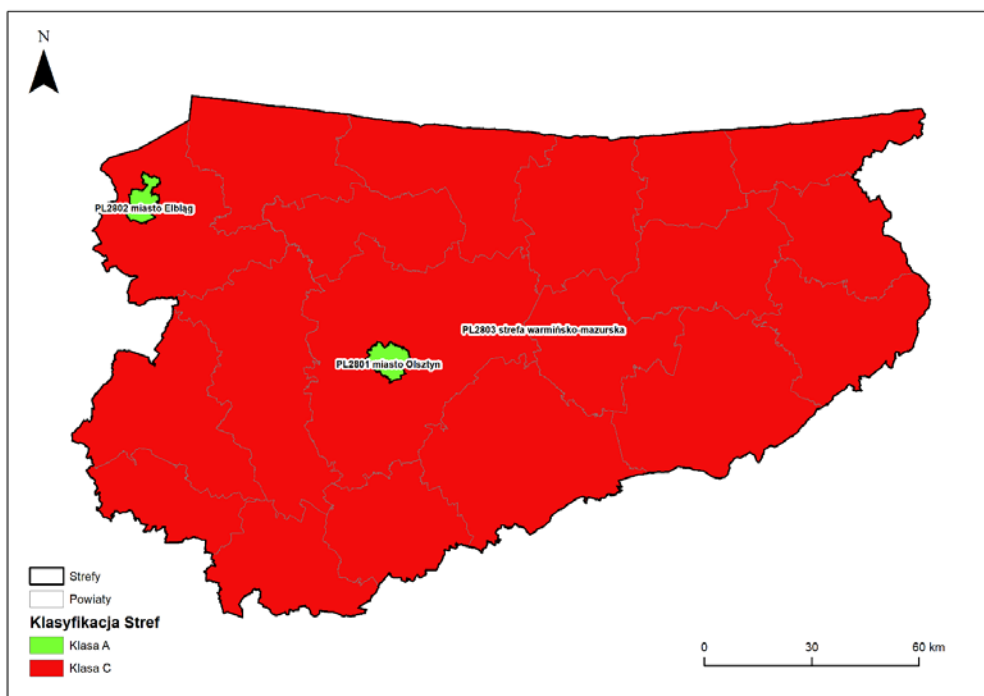 N
PL2802 miasto Elbląg
PL2803 strefa warmińsko-mazurska
PL2801 miasto Olsztyn
Strefy
Powiaty
Klasyfikacja Stref
Klasa A
Klasa C
0 30 60 km